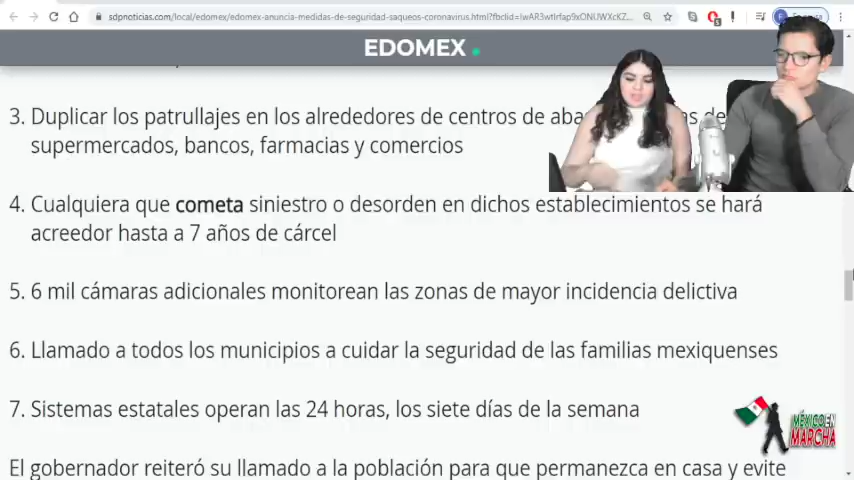 sdpnoticias.com/local/edomex/edomex-anuncia-medidas-de-seguridad-saqueos-coronavirus.html?fbclid=IwAR3wtIrfap9xONUWXcKZ...
EDOMEX.
3. Duplicar los patrullajes en los alrededores de centros de de
supermercados, bancos, farmacias y comercios
4. Cualquiera que cometa siniestro o desorden en dichos establecimientos se hará
acreedor hasta a 7 años de cárcel
5. 6 mil cámaras adicionales monitorean las zonas de mayor incidencia delictiva
6. Llamado a todos los municipios a cuidar la seguridad de las familias mexiquenses
7. Sistemas estatales operan las 24 horas, los siete días de la semana
MÉXICO EN
MARCHA
El gobernador reiteró su llamado a la población para que permanezca en casa y evite